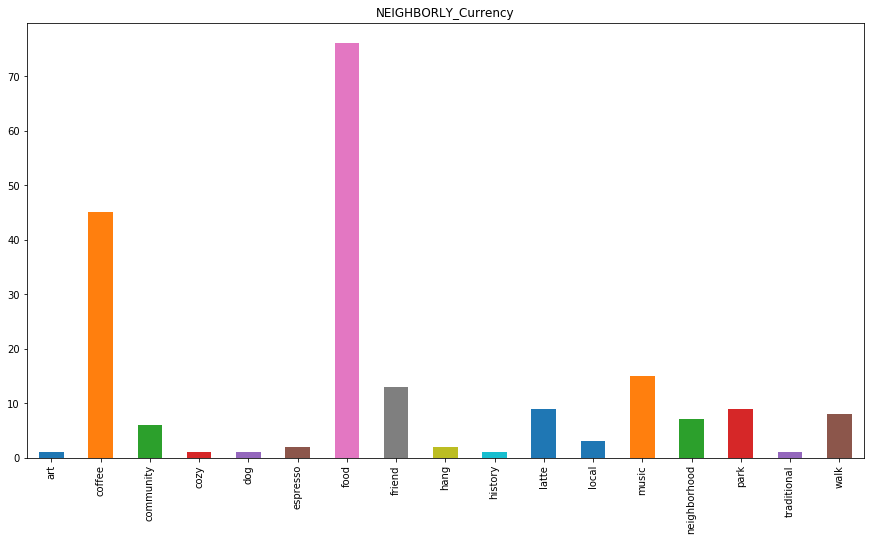 NEIGHBORLY_Currency
70
60
50
40
30
20
10
0
art
coffee
community
cozy
dog
espresso
food
friend
hang
history
latte
local
music
neighborhood
park
traditional
walk